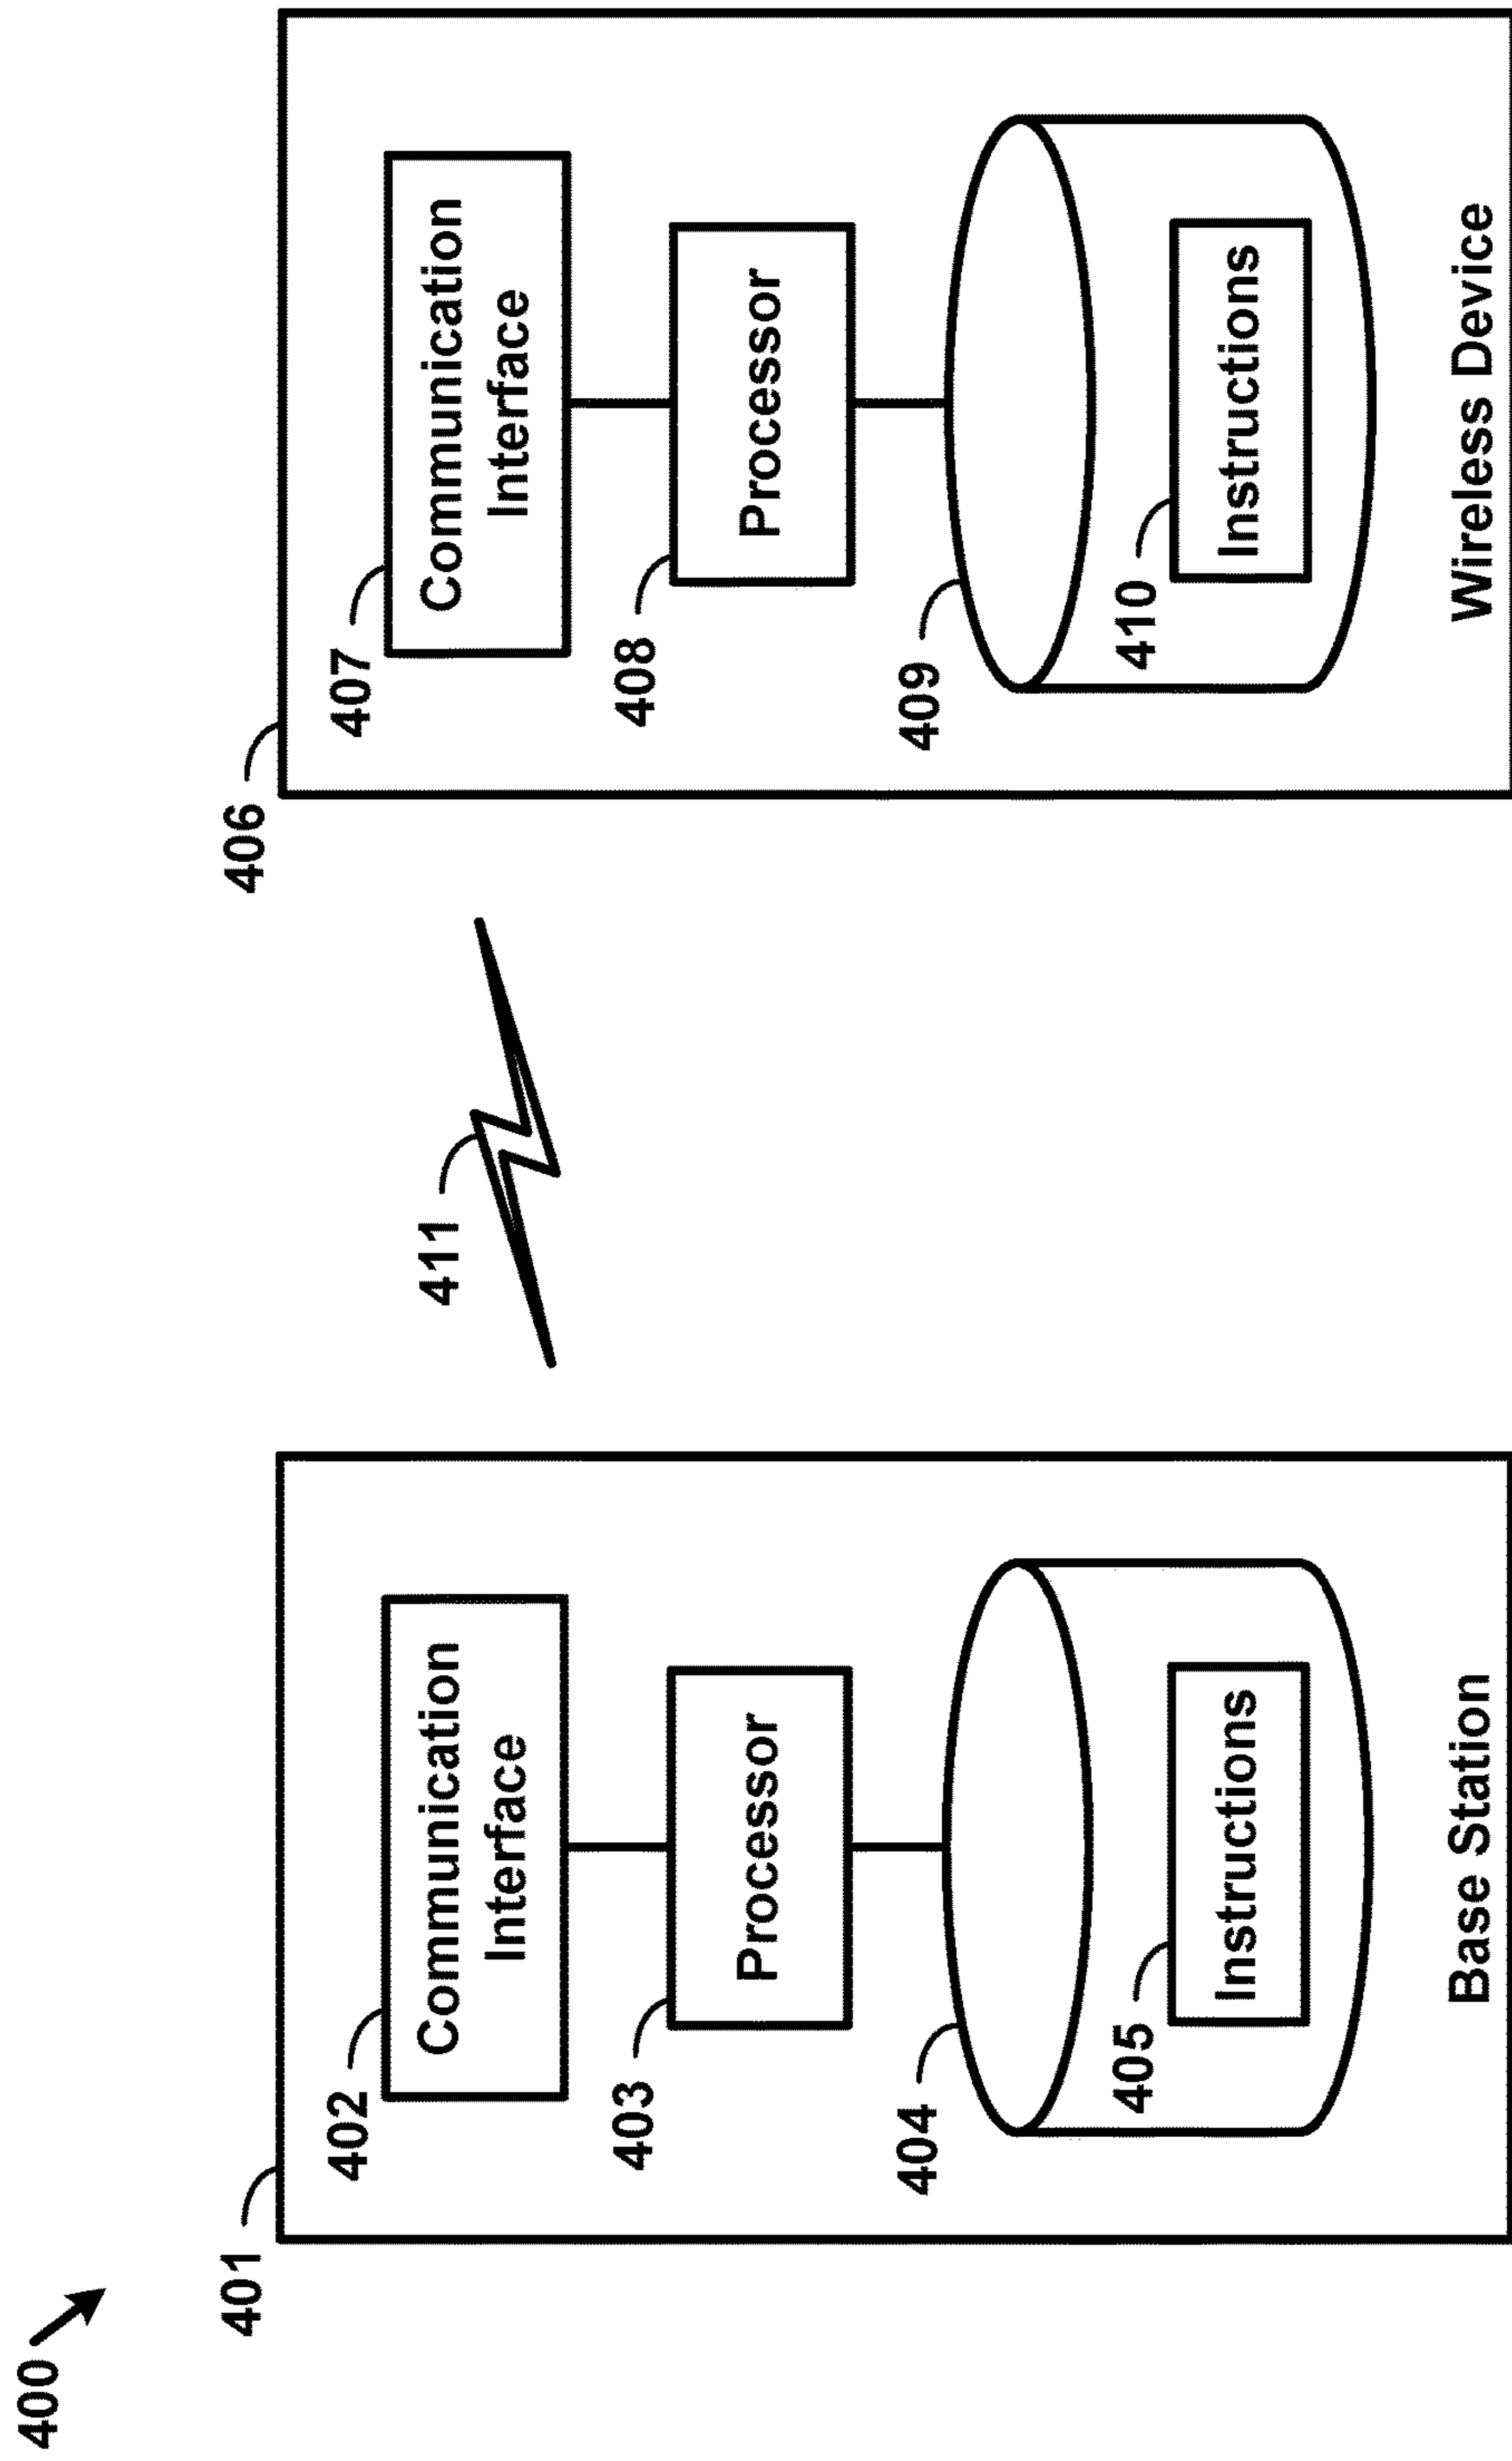 400
401
402
Communication
Interface
403
Processor
404
405
Instructions
Base Station
411
406
407
Communication
Interface
408
Processor
409
410
Instructions
Wireless Device